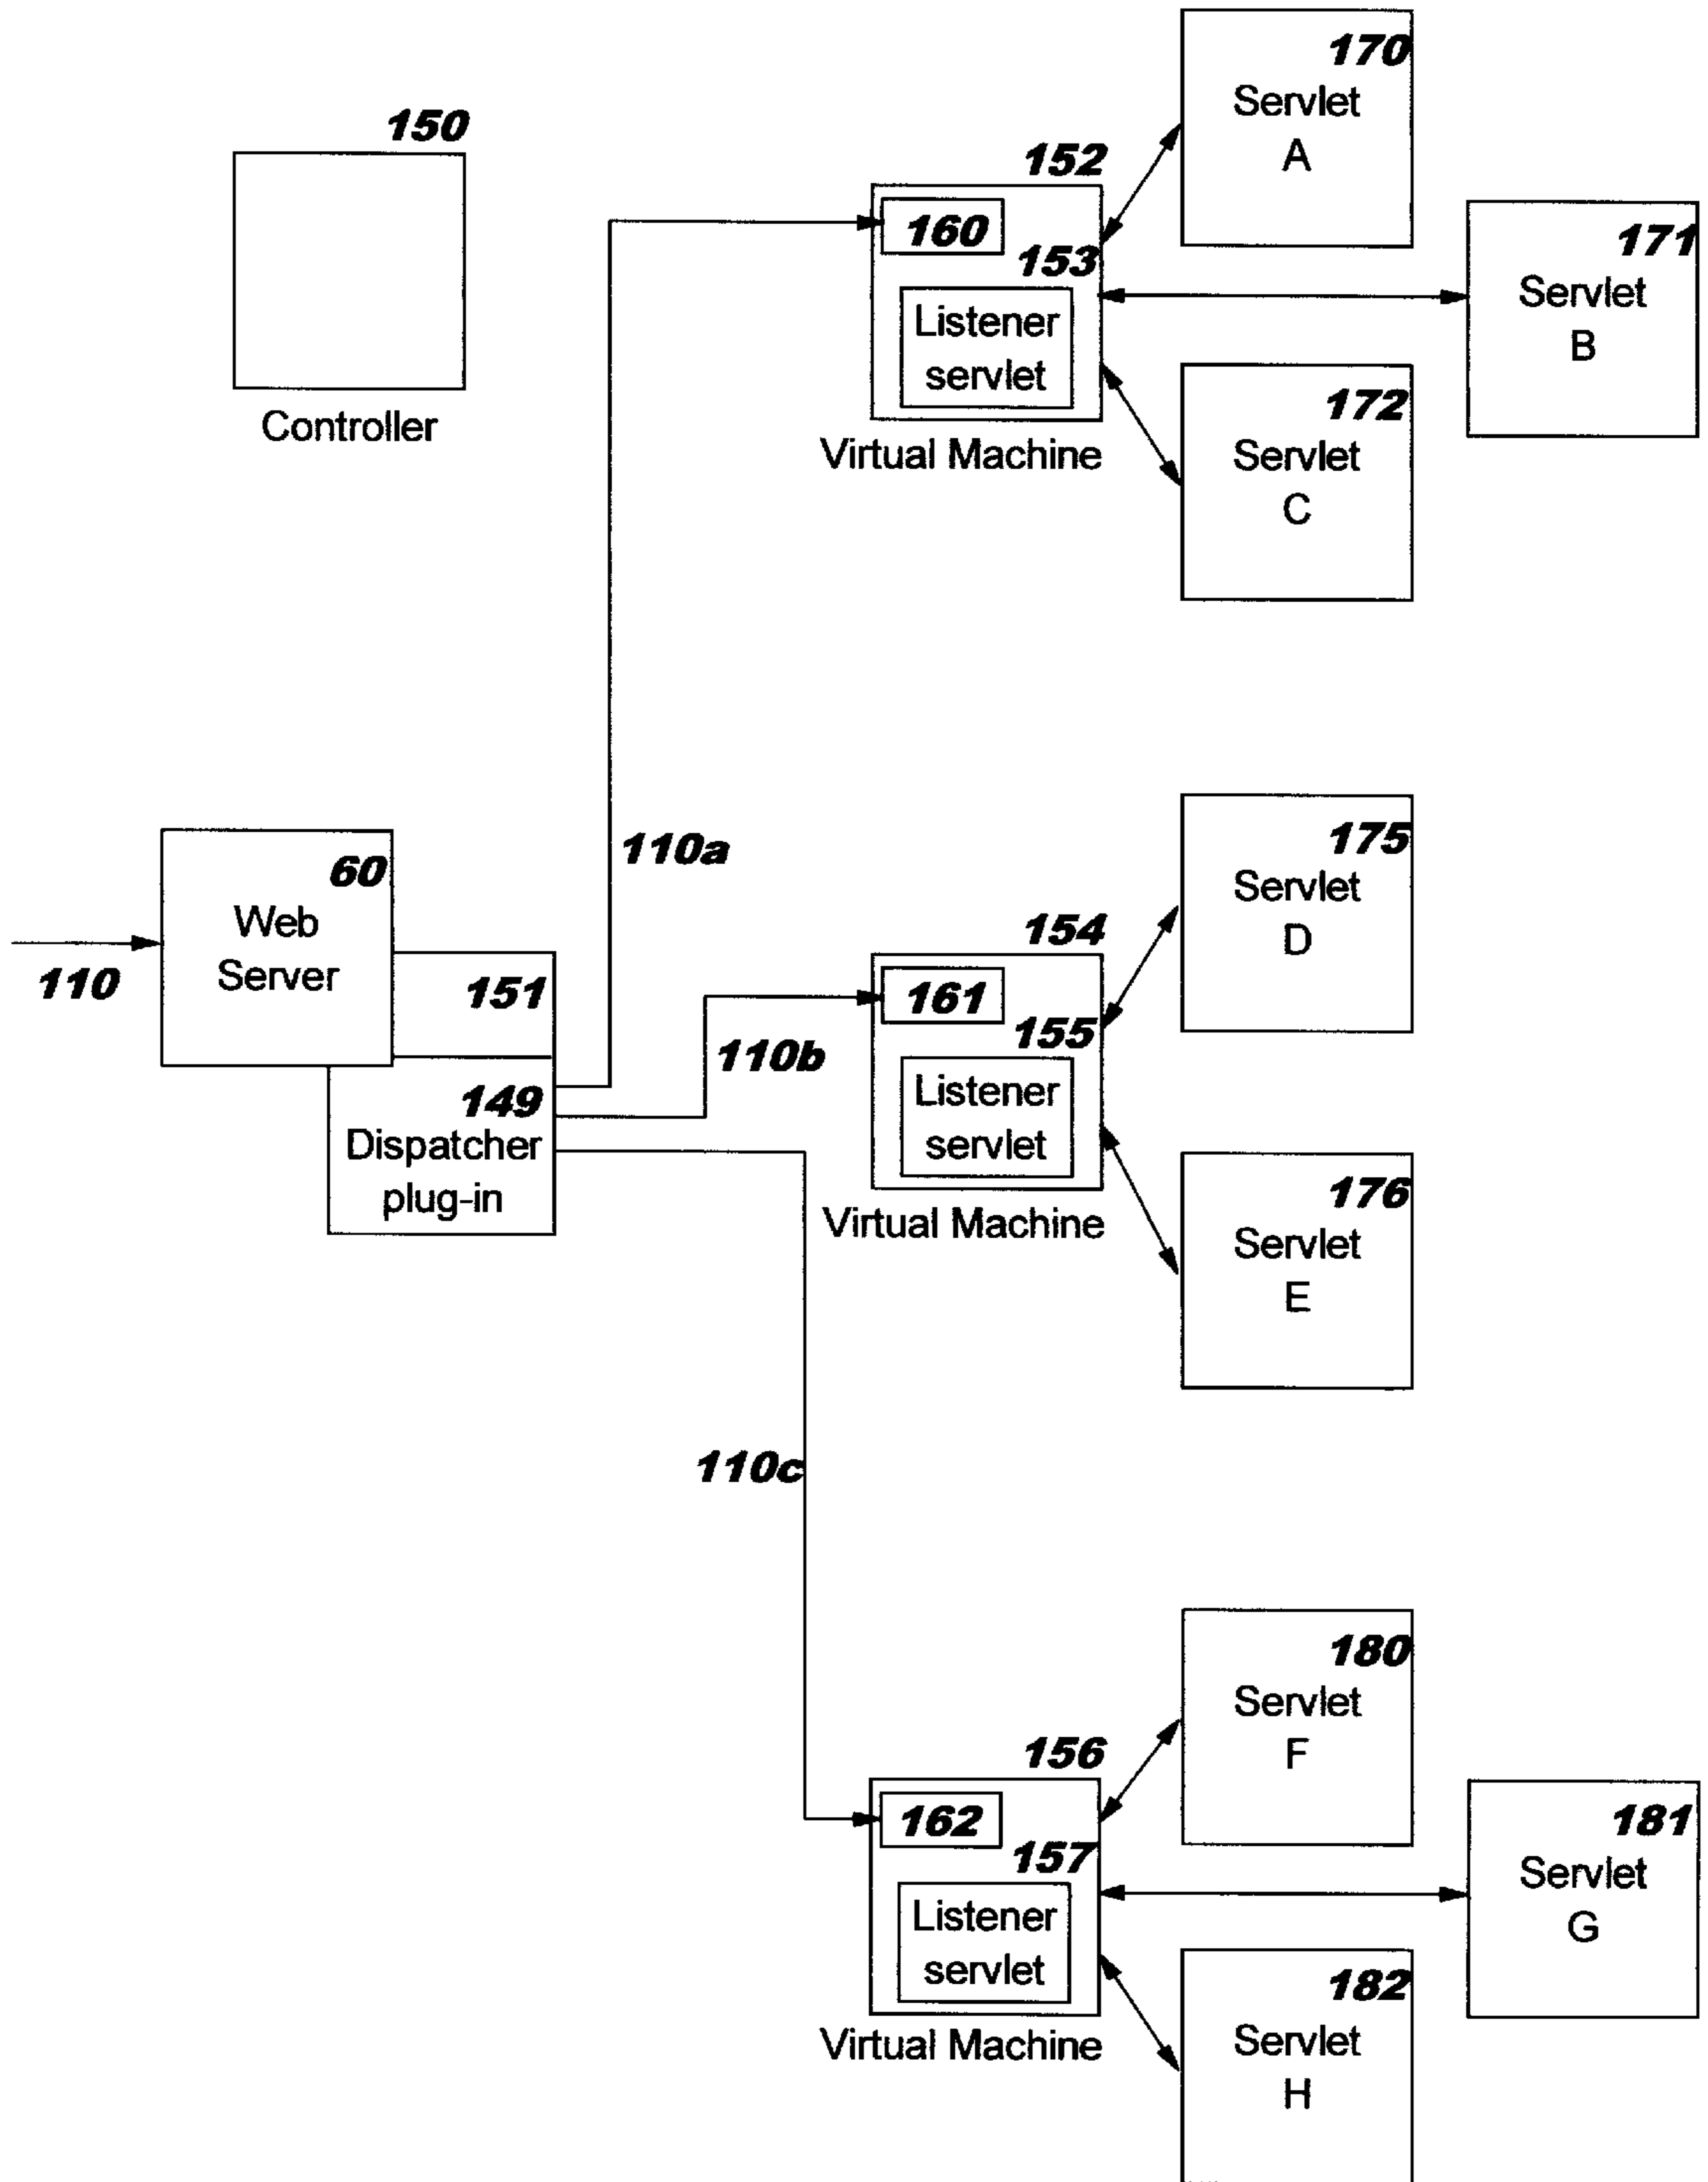 150
Controller
152
160
153
Listener
servlet
Virtual Machine
170
Servlet
A
171
Servlet
B
172
Servlet
C
110
60
Web
Server
151
149
Dispatcher
plug-in
110a
110b
110c
154
161
155
Listener
servlet
Virtual Machine
175
Servlet
D
176
Servlet
E
156
162
157
Listener
servlet
Virtual Machine
180
Servlet
F
181
Servlet
G
182
Servlet
H